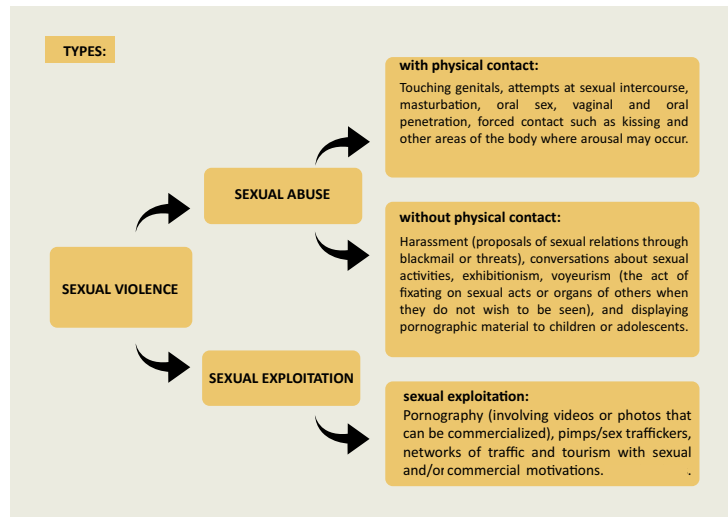 TYPES:
with physical contact:
Touching genitals, attempts at sexual intercourse,
masturbation, oral sex, vaginal and oral
penetration, forced contact such as kissing and
other areas of the body where arousal may occur.
SEXUAL ABUSE
without physical contact:
Harassment (proposals of sexual relations through
blackmail or threats), conversations about sexual
activities, exhibitionism, voyeurism (the act of
fixating on sexual acts or organs of others when
they do not wish to be seen), and displaying
pornographic material to children or adolescents.
SEXUAL VIOLENCE
SEXUAL EXPLOITATION
sexual exploitation:
Pornography (involving videos or photos that
can be commercialized), pimps/sex traffickers,
networks of traffic and tourism with sexual
and/or commercial motivations. .